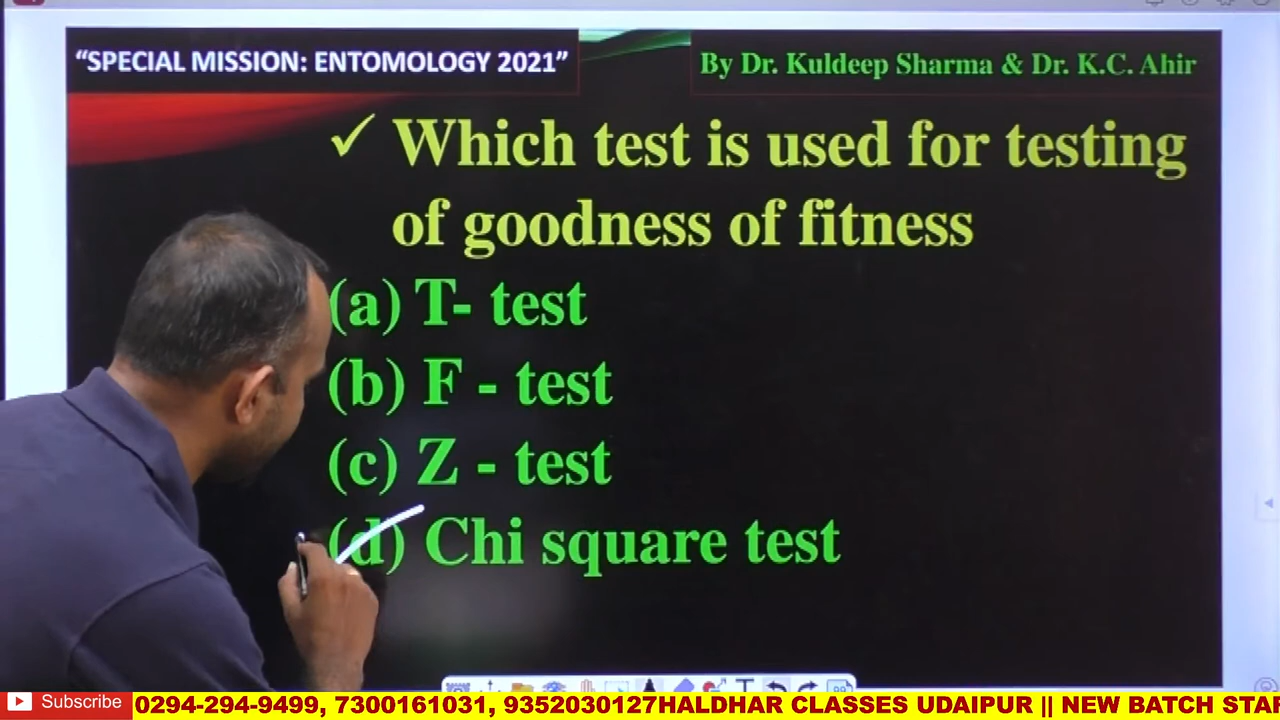 “SPECIAL MISSION: ENTOMOLOGY 2021”
By Dr. Kuldeep Sharma & Dr. K.C. Ahir
✓ Which test is used for testing
of goodness of fitness
(a) T- test
(b) F - test
(c) Z - test
(d) Chi square test
Subscribe
0294-294-9499, 7300161031, 9352030127HALDHAR CLASSES UDAIPUR || NEW BATCH STAR